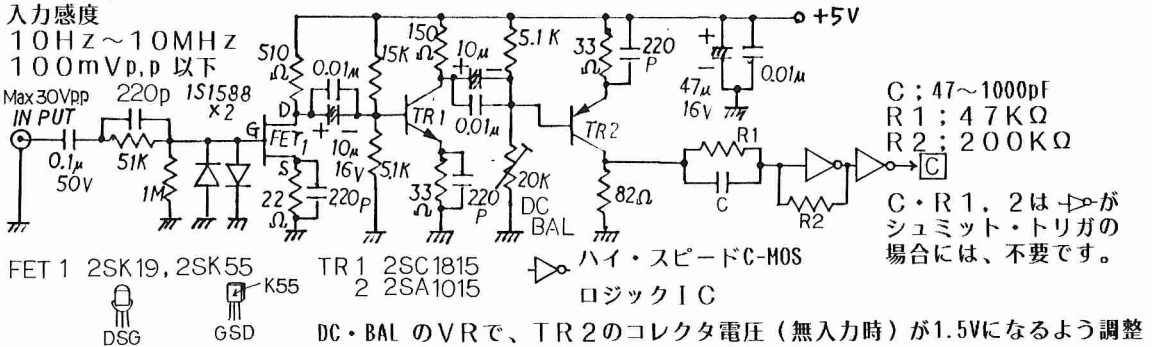 入力感度
10Hz～10MHz
100mVp,p 以下
+5V
Max30Vpp
IN PUT
0.1μ
50V
220p
51K
1M
1S1588
×2
510
Ω
G
D
S
FET
1
22
Ω
220
P
0.01μ
+ -
10μ
16V
15K
5.1K
150
Ω
TR1
33
Ω
220
P
10μ
+ -
0.01μ
5.1K
20K
DC
BAL
33
Ω
220
P
TR2
82Ω
+
-
47μ
16V
0.01μ
R1
C
R2
C
C；47～1000pF
R1；47KΩ
R2；200KΩ
C・R1．2は が
シュミット・トリガの
場合には、不要です。
FET1 2SK19,2SK55
DSG
K55
GSD
TR1 2SC1815
2 2SA1015
ハイ・スピードC-MOS
ロジックIC
DC・BAL のVRで、TR2のコレクタ電圧（無入力時）が1.5Vになるよう調整